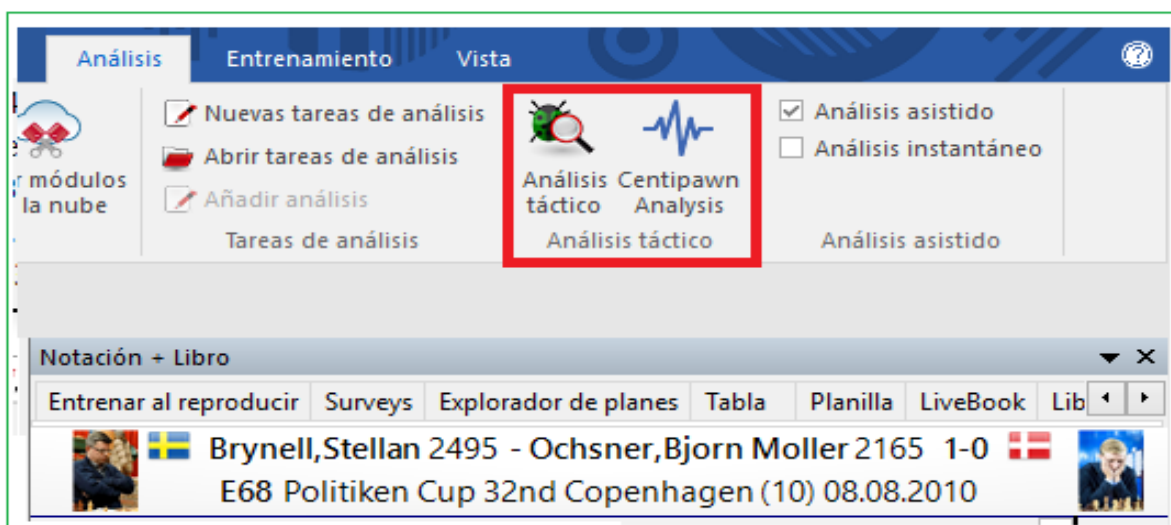 Análisis Entrenamiento Vista
Nuevas tareas de análisis
Abrir tareas de análisis
Añadir análisis
módulos
la nube
Tareas de análisis
Análisis táctico
Centipawn Analysis
Análisis táctico
Análisis asistido
Análisis instantáneo
Análisis asistido
Notación + Libro
Entrenar al reproducir Surveys Explorador de planes Tabla Planilla LiveBook Lib
Brynell,Stellan 2495 - Ochsner,Bjorn Moller 2165 1-0
E68 Politiken Cup 32nd Copenhagen (10) 08.08.2010